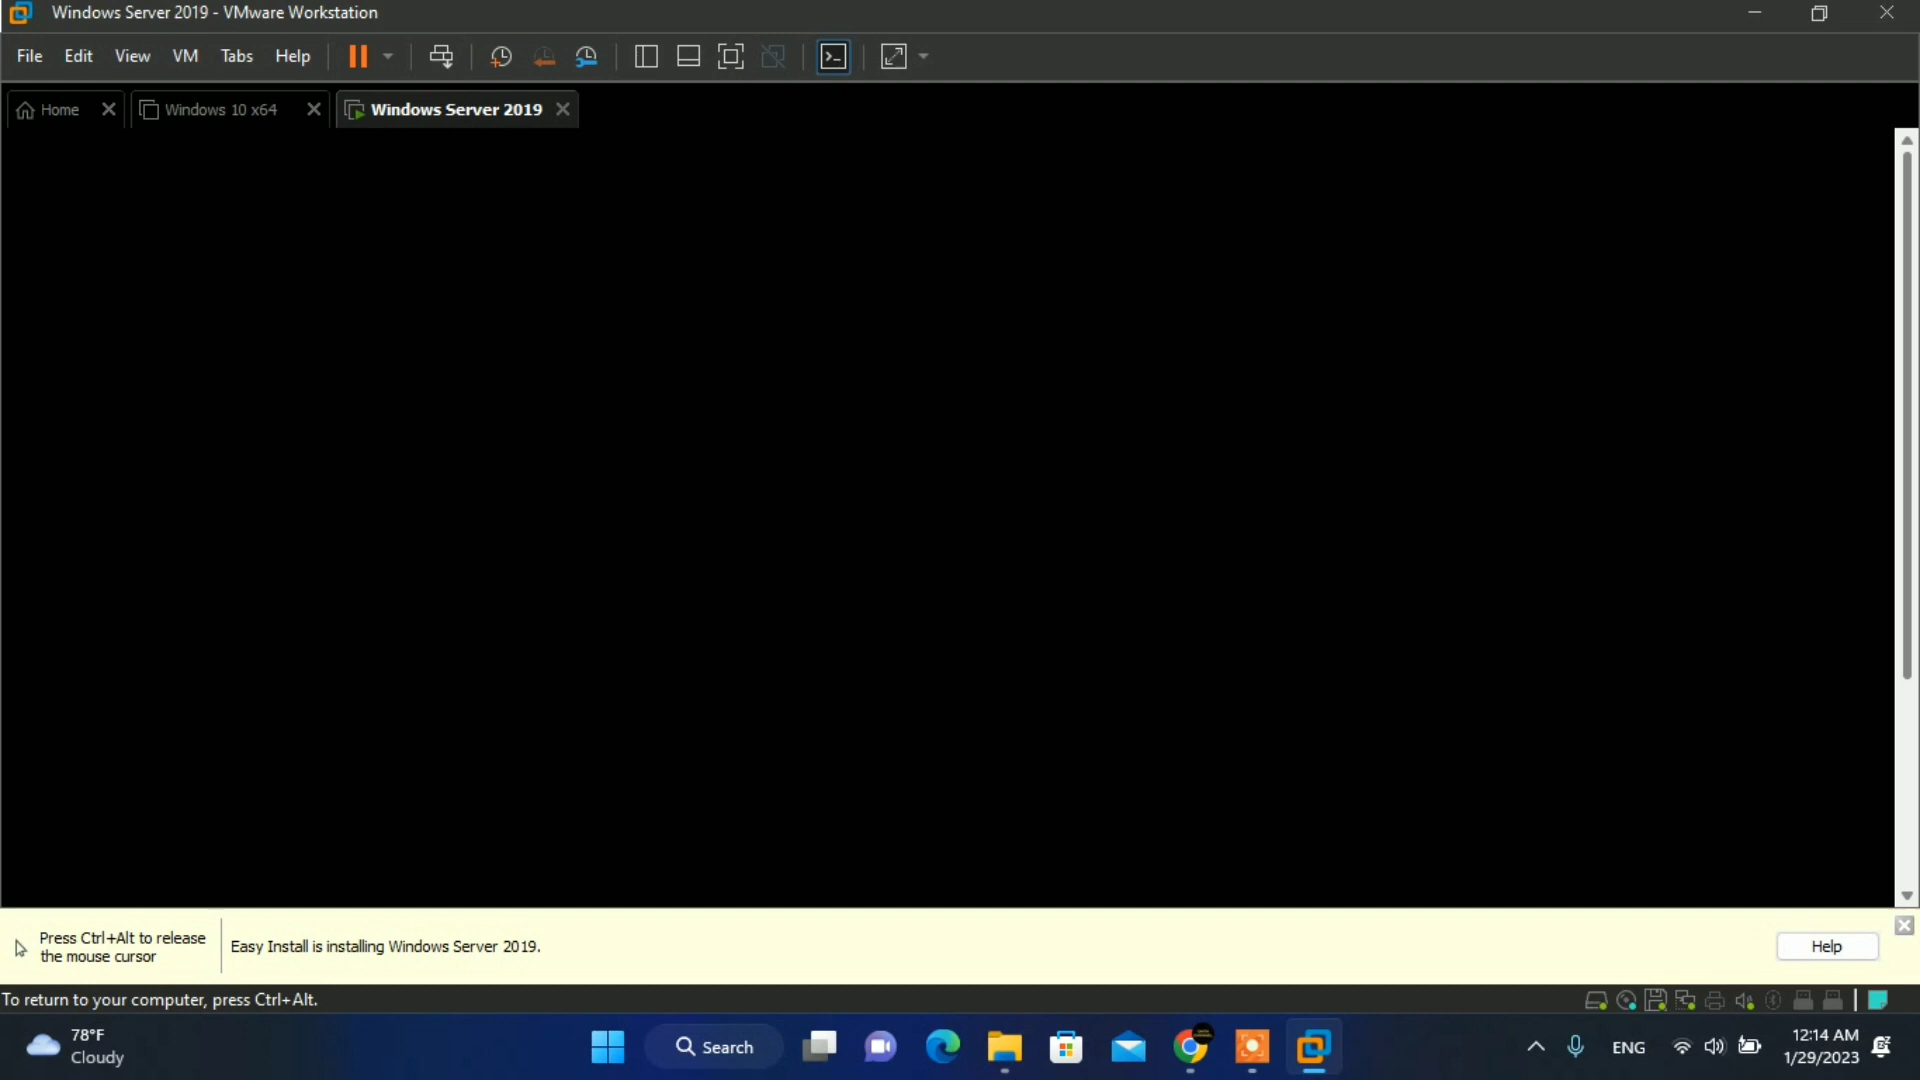 Windows Server 2019 - VMware Workstation
File Edit View VM Tabs Help
Home Windows 10 x64 Windows Server 2019
Press Ctrl+Alt to release
the mouse cursor
Easy Install is installing Windows Server 2019.
Help
To return to your computer, press Ctrl+Alt.
78°F
Cloudy
Search
ENG
12:14 AM
1/29/2023